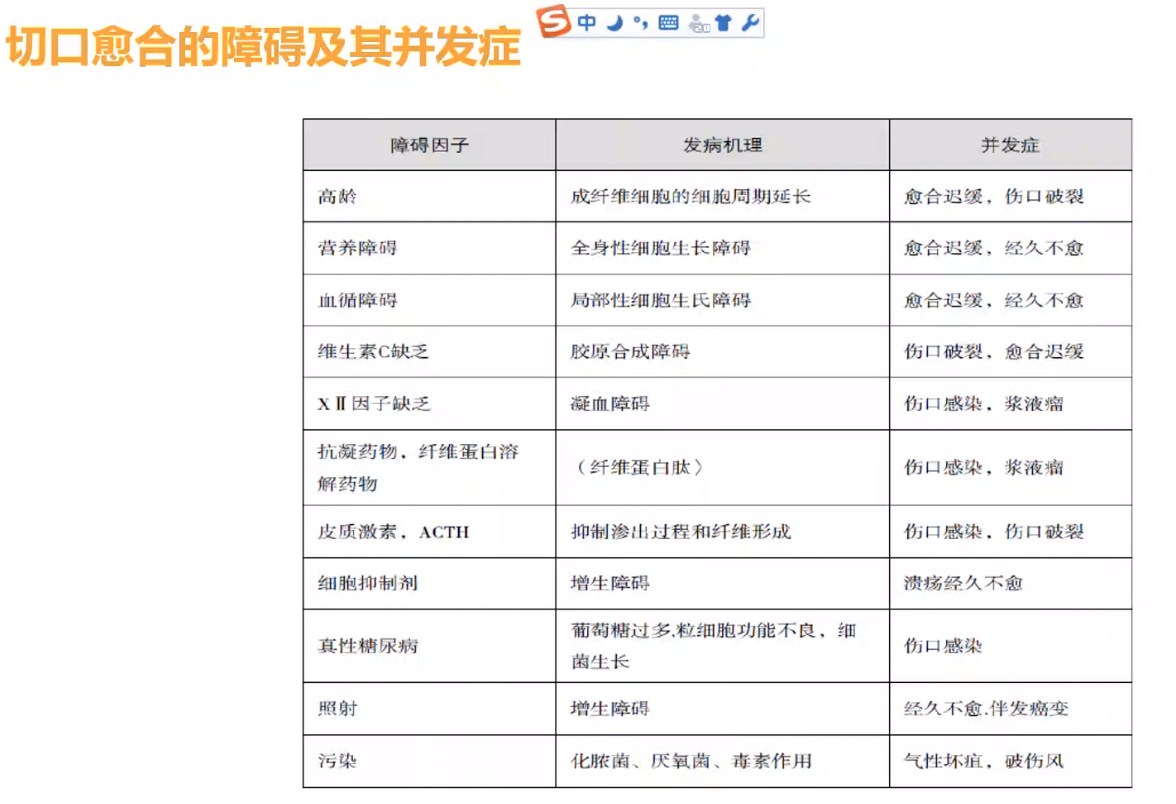 切口愈合的障碍及其并发症
中
障碍因子 发病机理 并发症
高龄 成纤维细胞的细胞周期延长 愈合迟缓，伤口破裂
营养障碍 全身性细胞生长障碍 愈合迟缓，经久不愈
血循障碍 局部性细胞生氏障碍 愈合迟缓，经久不愈
维生素C缺乏 胶原合成障碍 伤口破裂，愈合迟缓
XⅡ因子缺乏 凝血障碍 伤口感染，浆液瘤
抗凝药物，纤维蛋白溶
解药物 （纤维蛋白肽） 伤口感染，浆液瘤
皮质激素，ACTH 抑制渗出过程和纤维形成 伤口感染，伤口破裂
细胞抑制剂 增生障碍 溃疡经久不愈
真性糖尿病 葡萄糖过多.粒细胞功能不良，细
菌生长 伤口感染
照射 增生障碍 经久不愈.伴发癌变
污染 化脓菌、厌氧菌、毒素作用 气性坏疽，破伤风